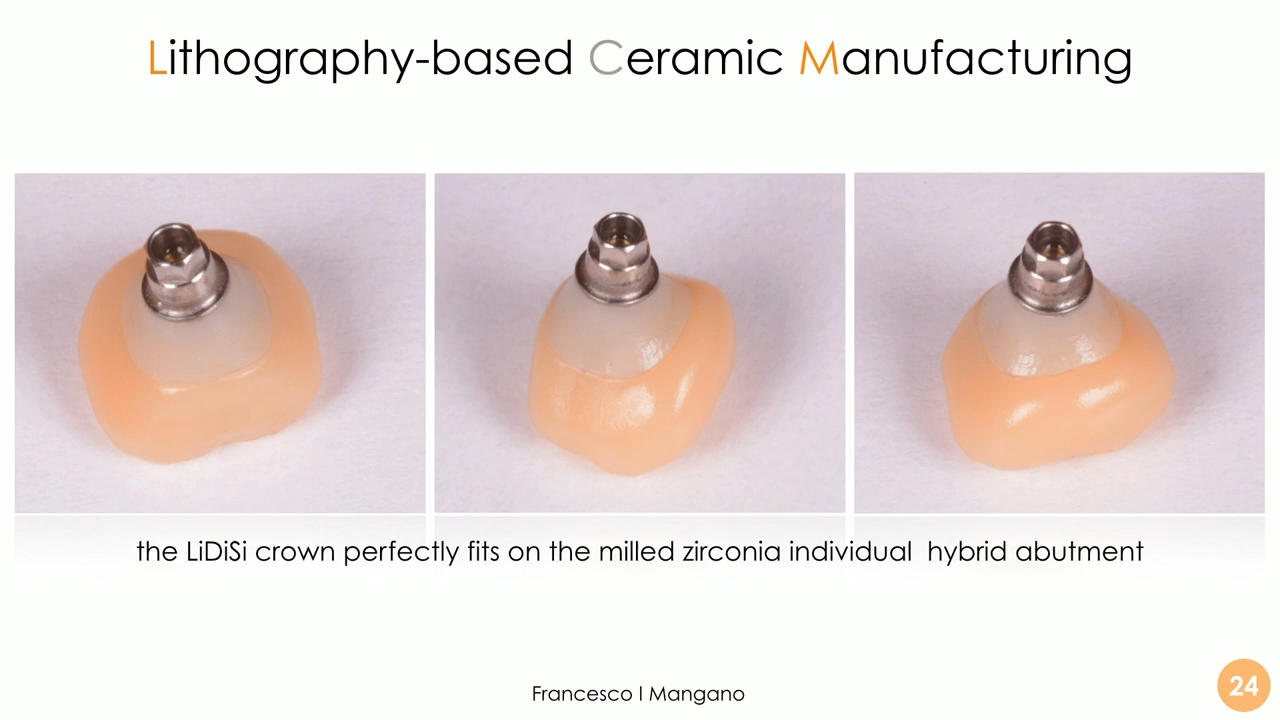 Lithography-based Ceramic Manufacturing
the LiDiSi crown perfectly fits on the milled zirconia individual  hybrid abutment
Francesco I Mangano
24